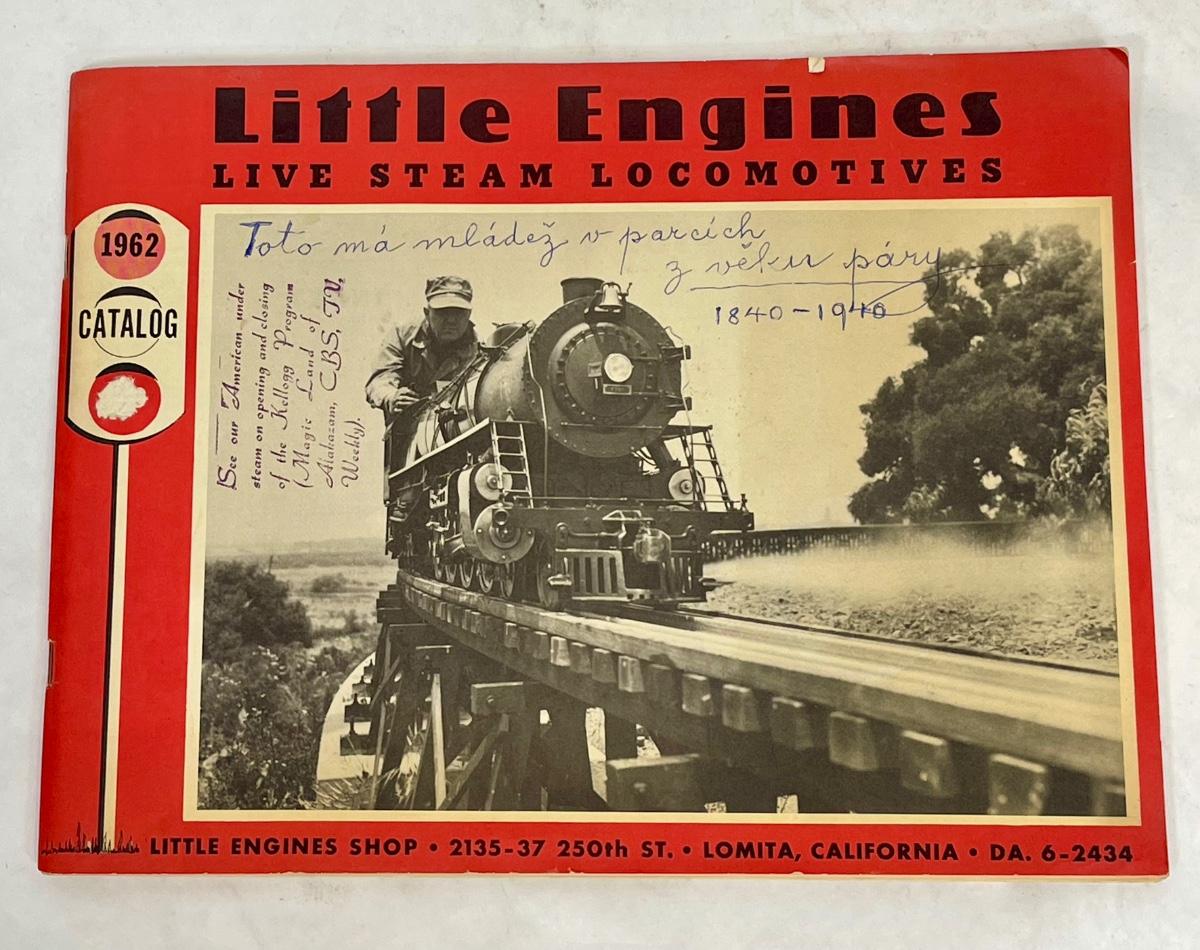 Little Engines
LIVE STEAM LOCOMOTIVES
1962
CATALOG
Toto má mládež v parcích
z věku páry
1840-1940
See our American under
steam on opening and closing
of the Kellogg Program
(Magic Land of
Alakazam, CBS, TV,
Weekly).
LITTLE ENGINES SHOP • 2135-37 250th ST. • LOMITA, CALIFORNIA • DA. 6-2434